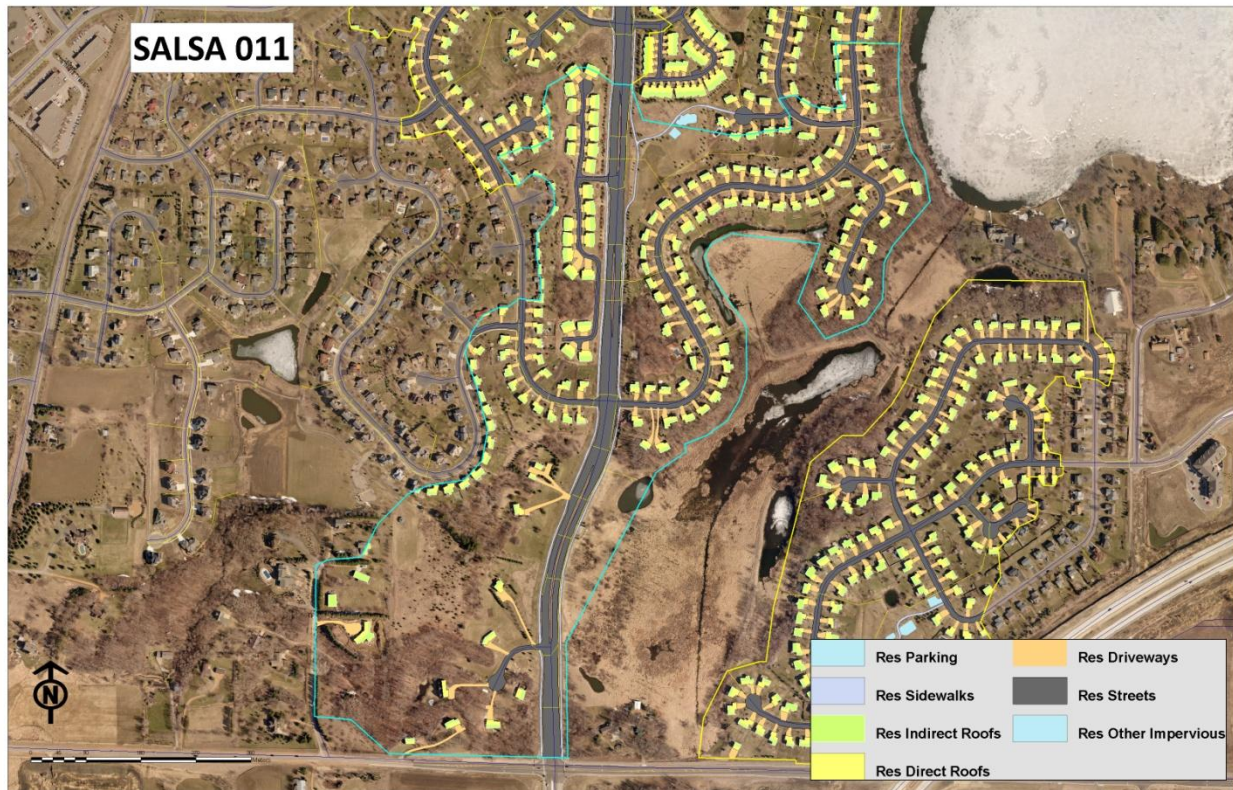 SALSA 011
N
Res Parking
Res Driveways
Res Sidewalks
Res Streets
Res Indirect Roofs
Res Other Impervious
Res Direct Roofs